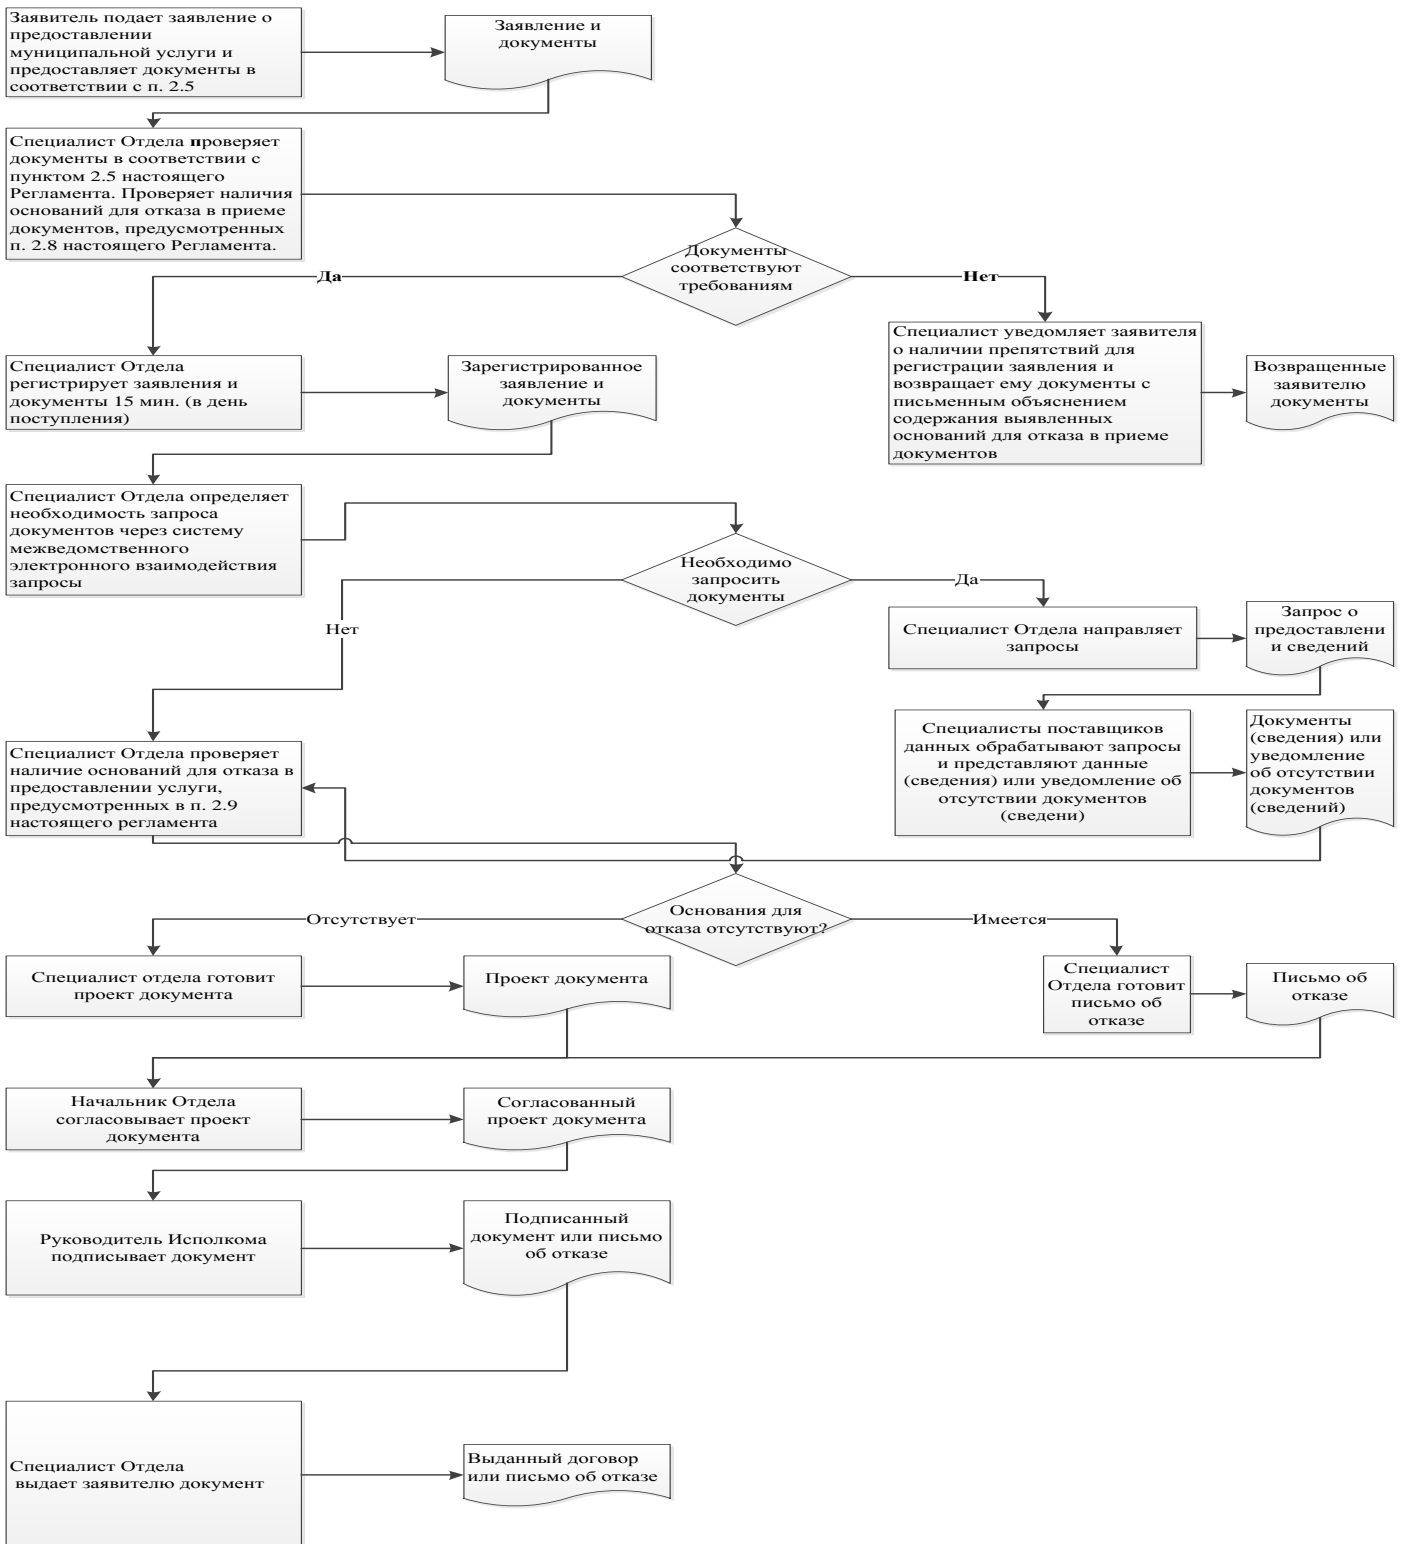 Заявитель подает заявление о
предоставлении
муниципальной услуги и
предоставляет документы в
соответствии с п. 2.5
Заявление и
документы
Специалист Отдела проверяет
документы в соответствии с
пунктом 2.5 настоящего
Регламента. Проверяет наличия
оснований для отказа в приеме
документов, предусмотренных
п. 2.8 настоящего Регламента.
Документы
соответствуют
требованиям
Да
Нет
Специалист Отдела
регистрирует заявления и
документы 15 мин. (в день
поступления)
Зарегистрированное
заявление и
документы
Специалист уведомляет заявителя
о наличии препятствий для
регистрации заявления и
возвращает ему документы с
письменным объяснением
содержания выявленных
оснований для отказа в приеме
документов
Возвращенные
заявителю
документы
Специалист Отдела определяет
необходимость запроса
документов через систему
межведомственного
электронного взаимодействия
запросы
Необходимо
запросить
документы
Да
Нет
Специалист Отдела направляет
запросы
Запрос о
предоставлени
и сведений
Специалисты поставщиков
данных обрабатывают запросы
и представляют данные
(сведения) или уведомление об
отсутствии документов
(сведени)
Документы
(сведения) или
уведомление
об отсутствии
документов
(сведений)
Специалист Отдела проверяет
наличие оснований для отказа в
предоставлении услуги,
предусмотренных в п. 2.9
настоящего регламента
Основания для
отказа отсутствуют?
Отсутствует
Имеется
Специалист отдела готовит
проект документа
Проект документа
Специалист
Отдела готовит
письмо об
отказе
Письмо об
отказе
Начальник Отдела
согласовывает проект
документа
Согласованный
проект документа
Руководитель Исполкома
подписывает документ
Подписанный
документ или письмо
об отказе
Специалист Отдела
выдает заявителю документ
Выданный договор
или письмо об отказе